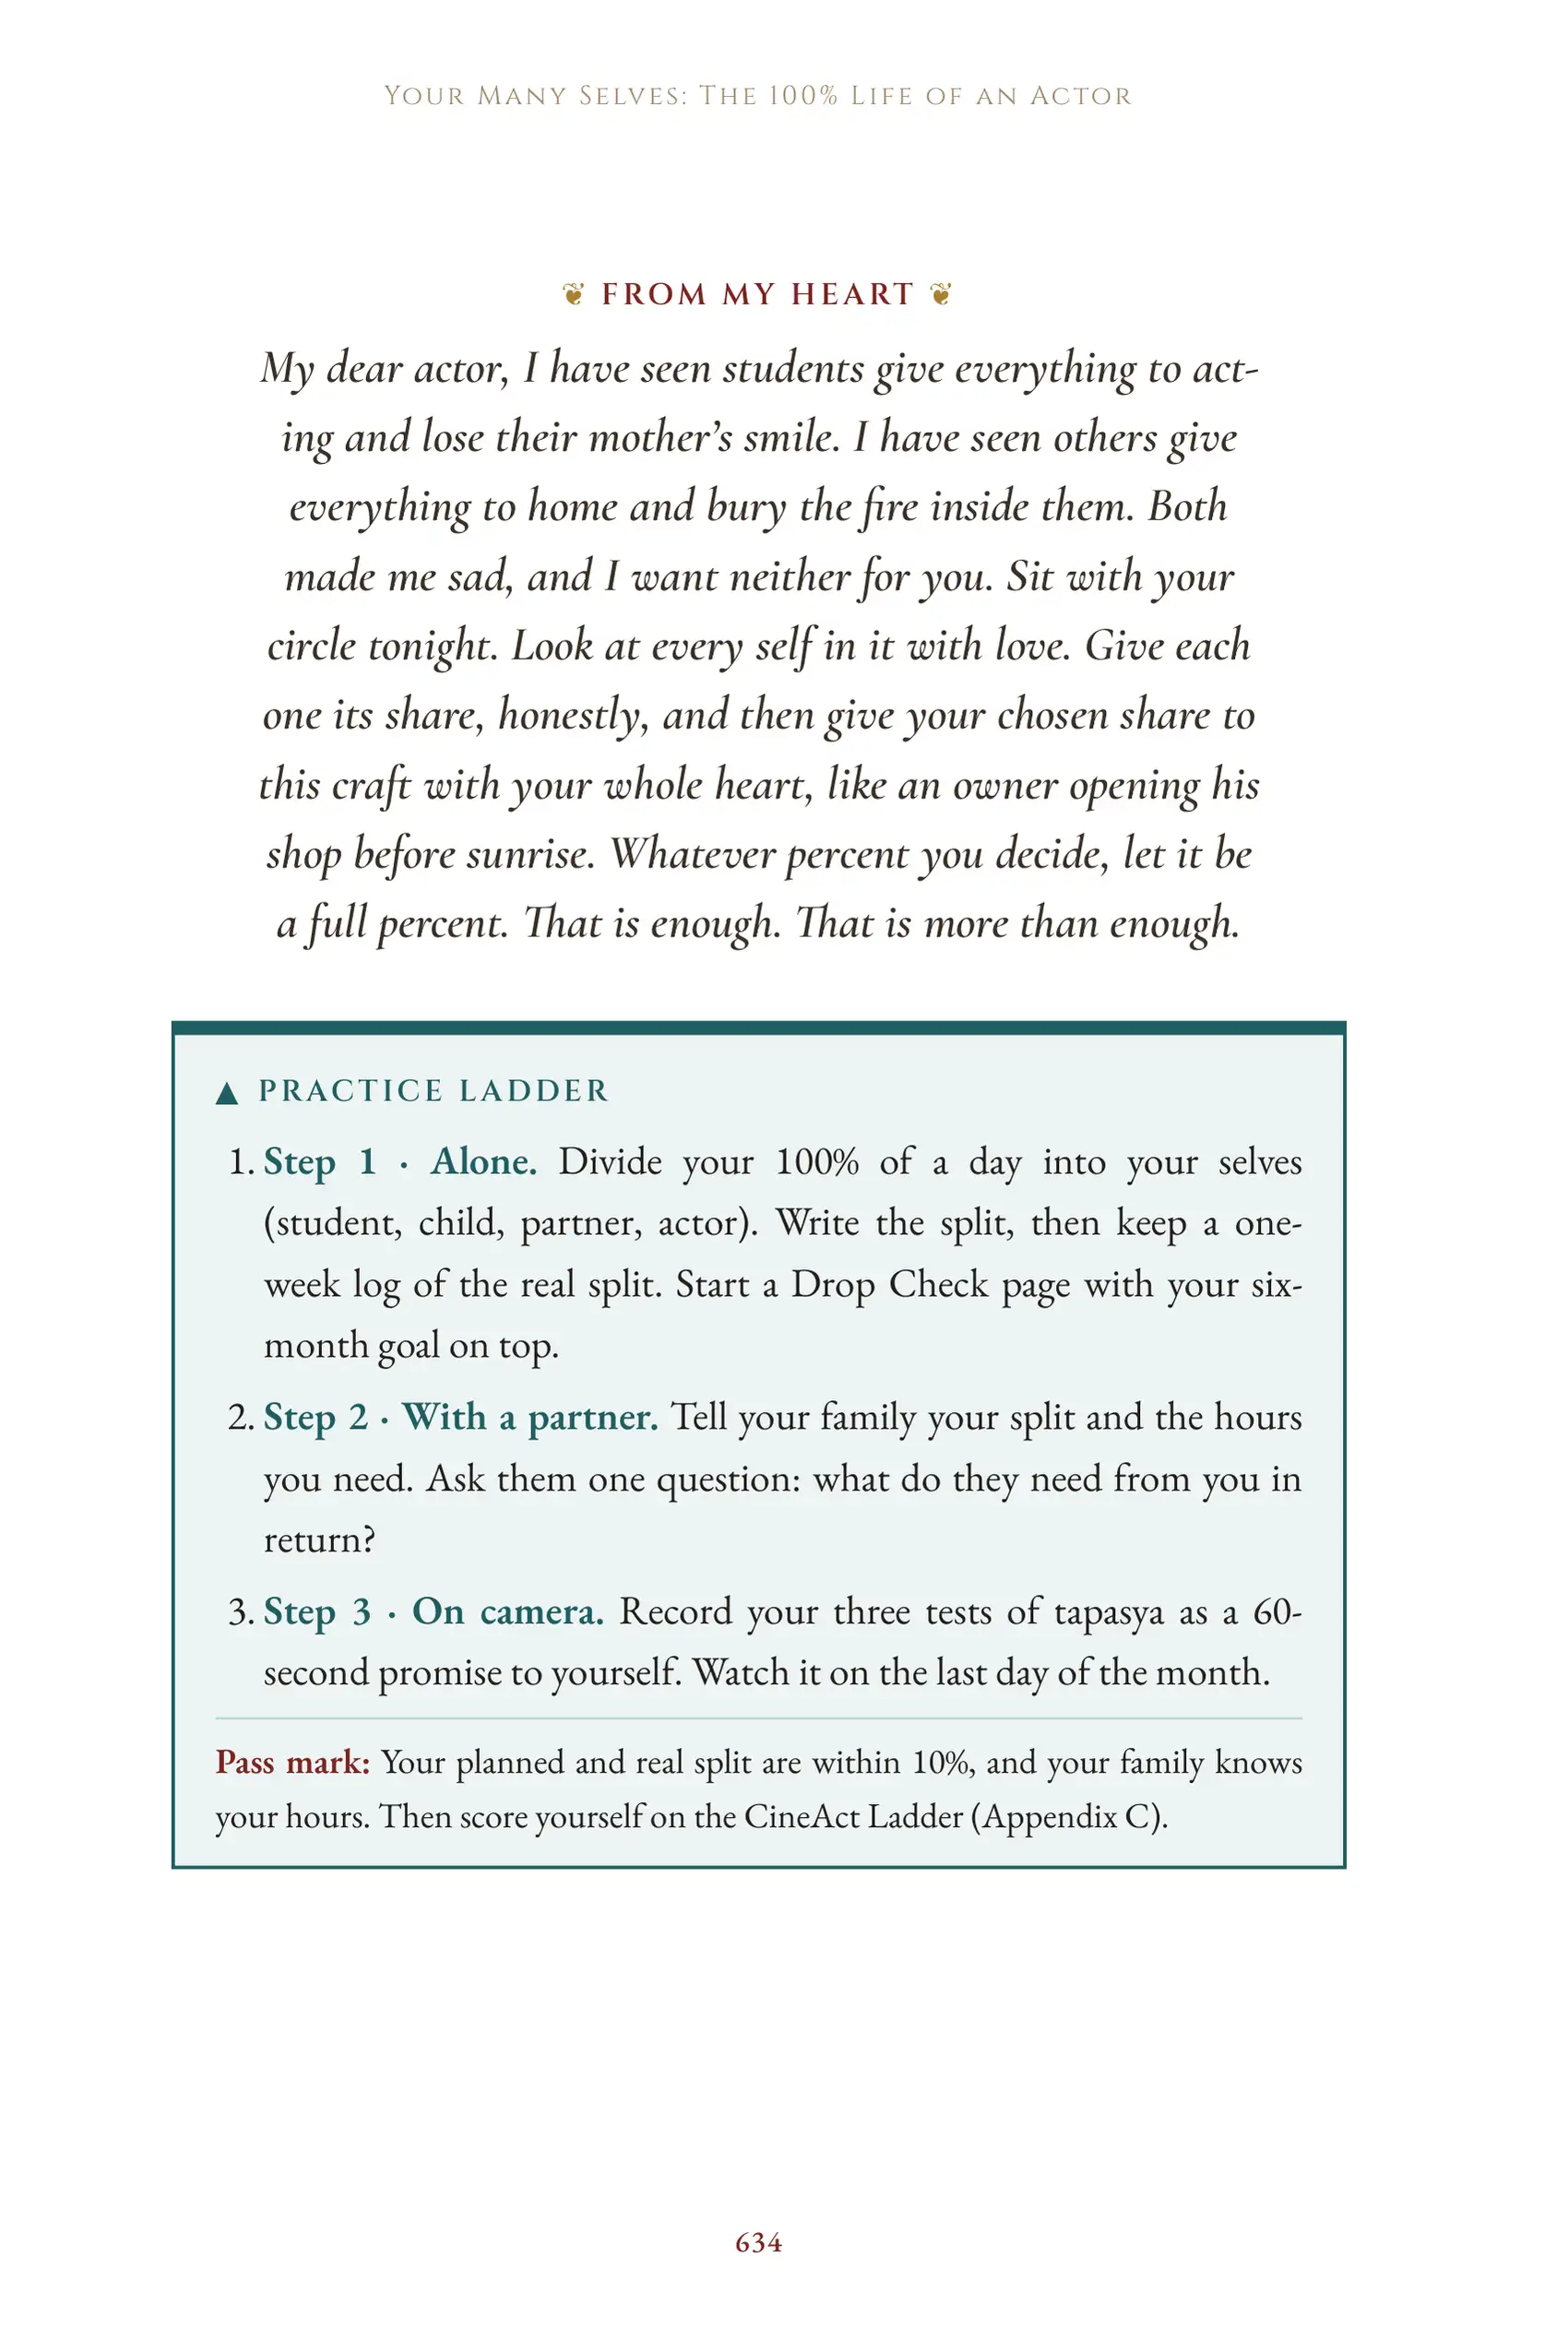 Your Many Selves: The 100% Life of an Actor
❦ FROM MY HEART ❦
My dear actor, I have seen students give everything to act-
ing and lose their mother’s smile. I have seen others give
everything to home and bury the fire inside them. Both
made me sad, and I want neither for you. Sit with your
circle tonight. Look at every self in it with love. Give each
one its share, honestly, and then give your chosen share to
this craft with your whole heart, like an owner opening his
shop before sunrise. Whatever percent you decide, let it be
a full percent. That is enough. That is more than enough.
▲ PRACTICE LADDER
1. Step 1 · Alone. Divide your 100% of a day into your selves
(student, child, partner, actor). Write the split, then keep a one-
week log of the real split. Start a Drop Check page with your six-
month goal on top.
2. Step 2 · With a partner. Tell your family your split and the hours
you need. Ask them one question: what do they need from you in
return?
3. Step 3 · On camera. Record your three tests of tapasya as a 60-
second promise to yourself. Watch it on the last day of the month.
Pass mark: Your planned and real split are within 10%, and your family knows
your hours. Then score yourself on the CineAct Ladder (Appendix C).
634